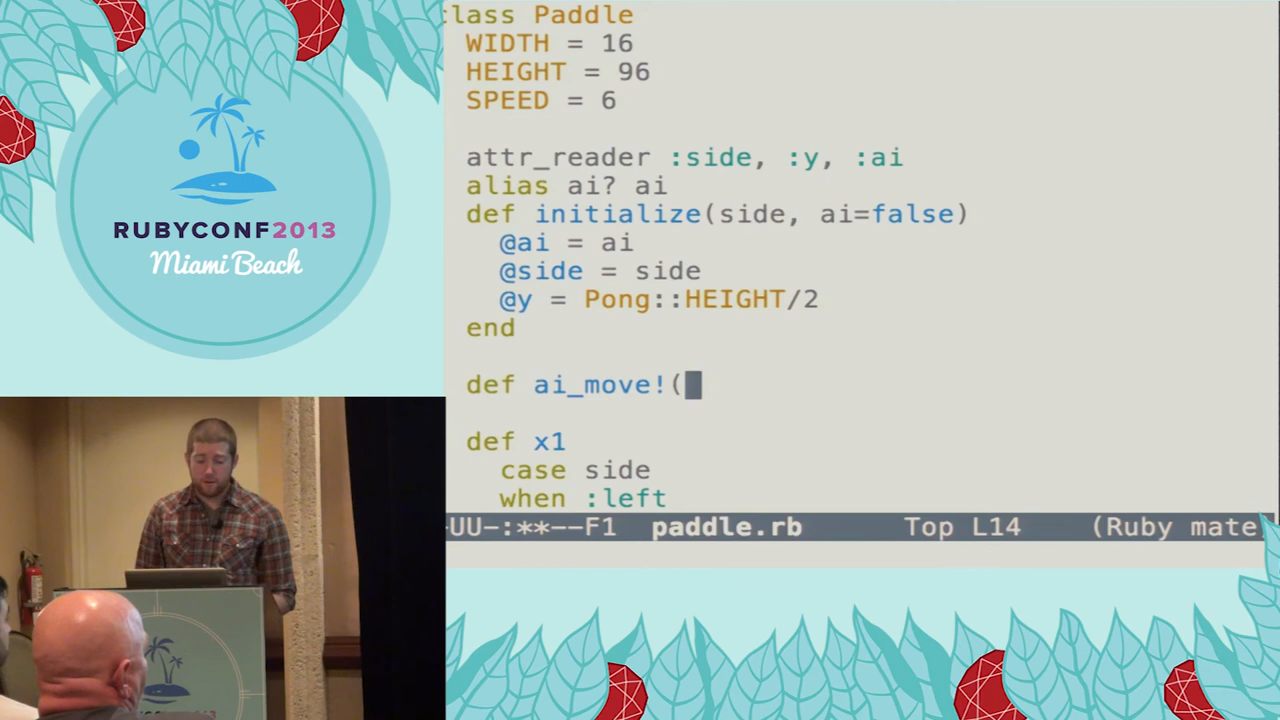 RUBYCONF2013
Miami Beach
class Paddle
WIDTH = 16
HEIGHT = 96
SPEED = 6
attr_reader :side, :y, :ai
alias ai? ai
def initialize(side, ai=false)
@ai = ai
@side = side
@y = Pong::HEIGHT/2
end
def ai_move!(
def x1
case side
when :left
-UU-:**--F1 paddle.rb Top L14 (Ruby mate